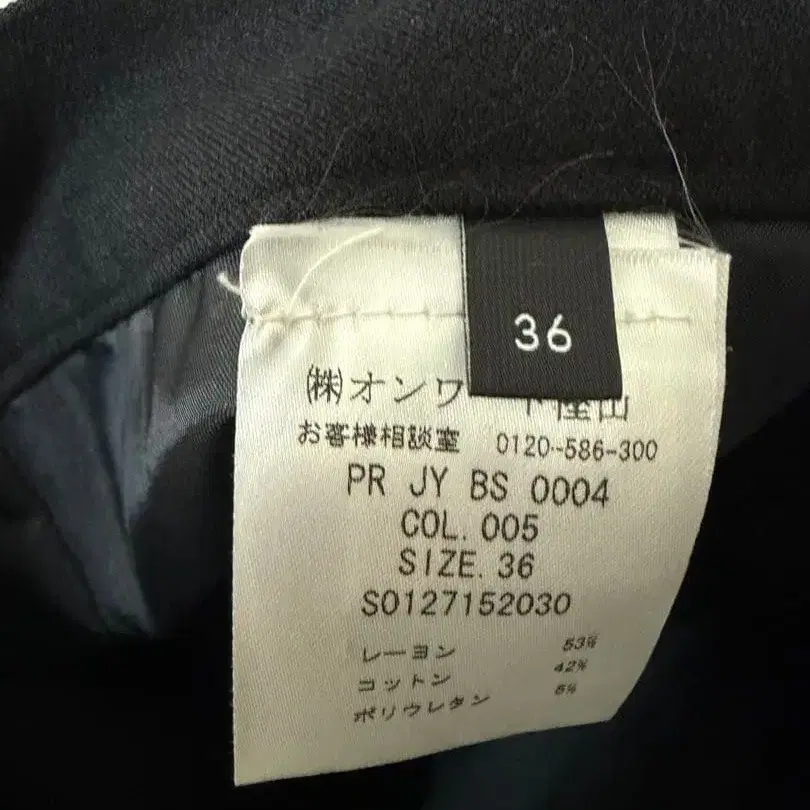 36
㈱オンワ
お客様相談室 0120-586-300
PR JY BS 0004
COL. 005
SIZE. 36
S0127152030
レーヨン 53%
コットン 42%
ポリウレタン 5%